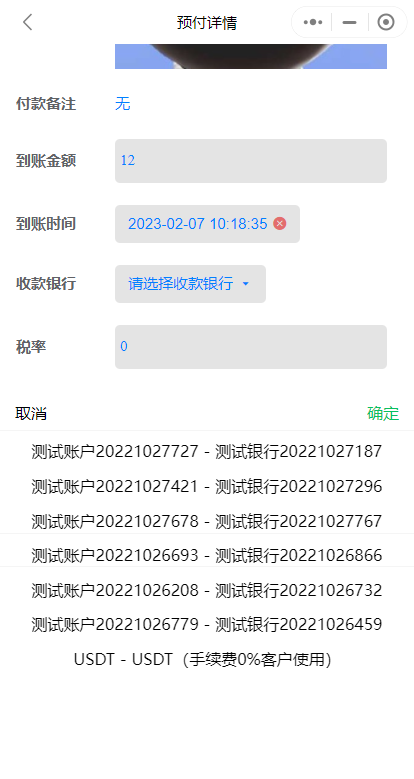 预付详情
付款备注 无
到账金额 12
到账时间 2023-02-07 10:18:35
收款银行 请选择收款银行
税率 0
取消 确定
测试账户20221027727 - 测试银行20221027187
测试账户20221027421 - 测试银行20221027296
测试账户20221027678 - 测试银行20221027767
测试账户20221026693 - 测试银行20221026866
测试账户20221026208 - 测试银行20221026732
测试账户20221026779 - 测试银行20221026459
USDT - USDT（手续费0%客户使用）